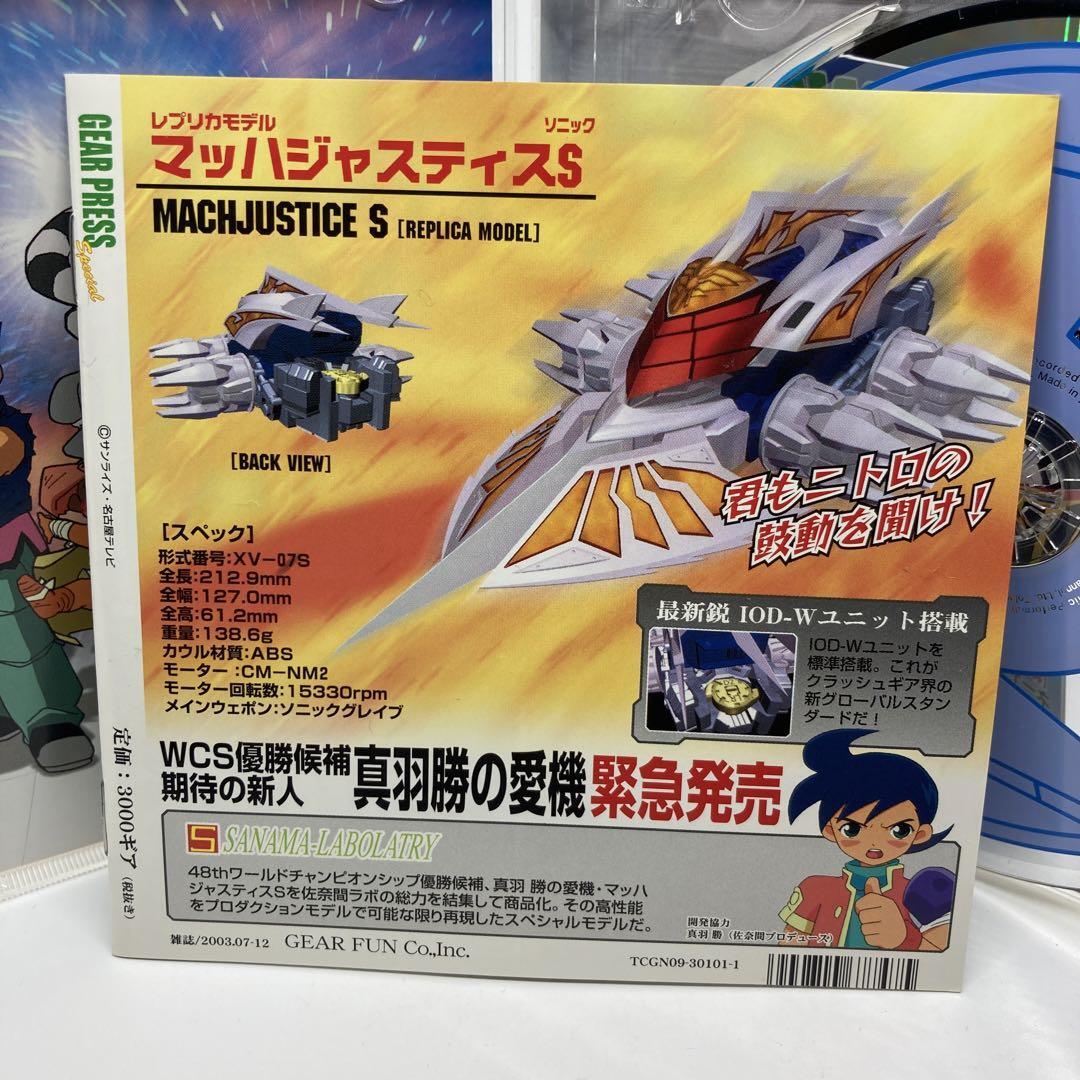 GEAR PRESS
Special
©サンライズ・名古屋テレビ
定価：3000ギア（税抜き）
レプリカモデル
ソニック
マッハジャスティスS
MACHJUSTICE S [REPLICA MODEL]
[BACK VIEW]
君もニトロの
鼓動を聞け！
[スペック]
形式番号:XV-07S
全長:212.9mm
全幅:127.0mm
全高:61.2mm
重量:138.6g
カウル材質:ABS
モーター:CM-NM2
モーター回転数:15330rpm
メインウェポン:ソニックグレイブ
最新鋭 IOD-Wユニット搭載
IOD-Wユニットを
標準搭載。これが
クラッシュギア界の
新グローバルスタン
ダードだ！
WCS優勝候補
期待の新人
真羽勝の愛機緊急発売
S SANAMA-LABOLATRY
48thワールドチャンピオンシップ優勝候補、真羽 勝の愛機・マッハ
ジャスティスSを佐奈間ラボの総力を結集して商品化。その高性能
をプロダクションモデルで可能な限り再現したスペシャルモデルだ。
開発協力
真羽 勝（佐奈間プロデュース）
雑誌/2003.07-12 GEAR FUN Co.,Inc.
TCGN09-30101-1